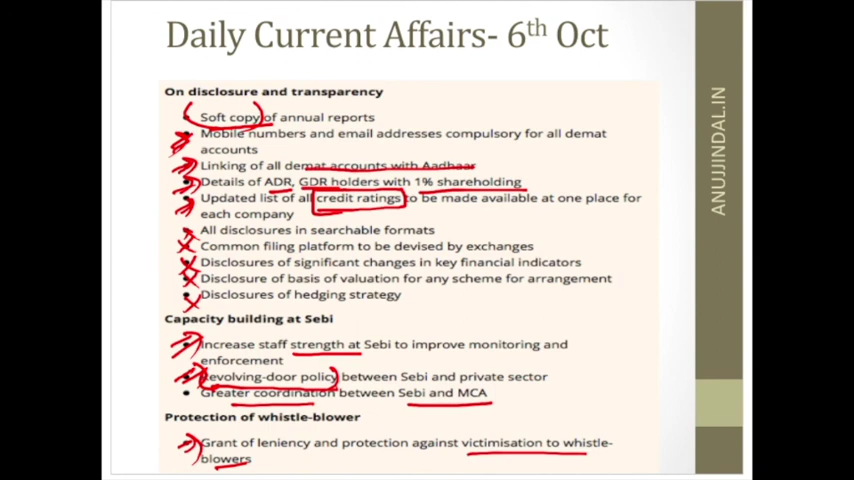 Daily Current Affairs- 6th Oct
On disclosure and transparency
Soft copy of annual reports
Mobile numbers and email addresses compulsory for all demat
accounts
Linking of all demat accounts with Aadhaar
Details of ADR, GDR holders with 1% shareholding
Updated list of all credit ratings to be made available at one place for
each company
All disclosures in searchable formats
Common filing platform to be devised by exchanges
Disclosures of significant changes in key financial indicators
Disclosure of basis of valuation for any scheme for arrangement
Disclosures of hedging strategy
Capacity building at Sebi
Increase staff strength at Sebi to improve monitoring and
enforcement
Revolving-door policy between Sebi and private sector
Greater coordination between Sebi and MCA
Protection of whistle-blower
Grant of leniency and protection against victimisation to whistle-
blowers
ANUJJINDAL.IN